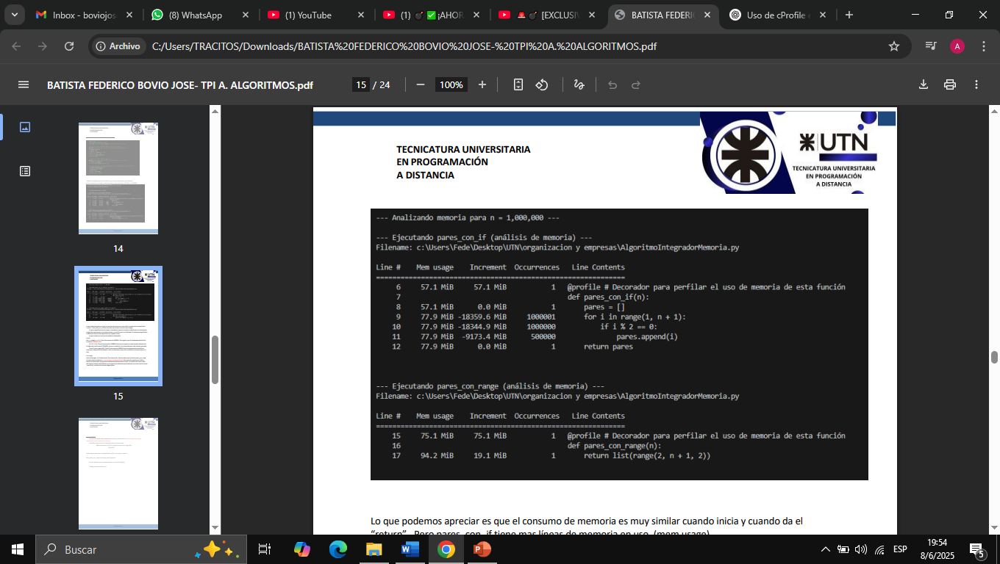 Inbox - boviojos
(8) WhatsApp
(1) YouTube
(1) 💣 ✅ ¡AHOR
🚨 💣 [EXCLUSIV
BATISTA FEDERIC
Uso de cProfile e
Archivo
C:/Users/TRACITOS/Downloads/BATISTA%20FEDERICO%20BOVIO%20JOSE-%20TPI%20A.%20ALGORITMOS.pdf
A
BATISTA FEDERICO BOVIO JOSE- TPI A. ALGORITMOS.pdf
15 / 24
100%
14
15
TECNICATURA UNIVERSITARIA
EN PROGRAMACIÓN
A DISTANCIA
UTN
TECNICATURA UNIVERSITARIA
EN PROGRAMACIÓN
A DISTANCIA
--- Analizando memoria para n = 1,000,000 ---
--- Ejecutando pares_con_if (análisis de memoria) ---
Filename: c:\Users\Fede\Desktop\UTN\organizacion y empresas\AlgoritmoIntegradorMemoria.py
Line # Mem usage Increment Occurrences Line Contents
=============================================================
6 57.1 MiB 57.1 MiB 1 @profile # Decorador para perfilar el uso de memoria de esta función
7 def pares_con_if(n):
8 57.1 MiB 0.0 MiB 1 pares = []
9 77.9 MiB -18359.6 MiB 1000001 for i in range(1, n + 1):
10 77.9 MiB -18344.9 MiB 1000000 if i % 2 == 0:
11 77.9 MiB -9173.4 MiB 500000 pares.append(i)
12 77.9 MiB 0.0 MiB 1 return pares
--- Ejecutando pares_con_range (análisis de memoria) ---
Filename: c:\Users\Fede\Desktop\UTN\organizacion y empresas\AlgoritmoIntegradorMemoria.py
Line # Mem usage Increment Occurrences Line Contents
=============================================================
15 75.1 MiB 75.1 MiB 1 @profile # Decorador para perfilar el uso de memoria de esta función
16 def pares_con_range(n):
17 94.2 MiB 19.1 MiB 1 return list(range(2, n + 1, 2))
Lo que podemos apreciar es que el consumo de memoria es muy similar cuando inicia y cuando da el
“return”. Pero pares_con_if tiene mas líneas de memoria en uso. (mem usage)
Buscar
ESP
19:54
8/6/2025
5